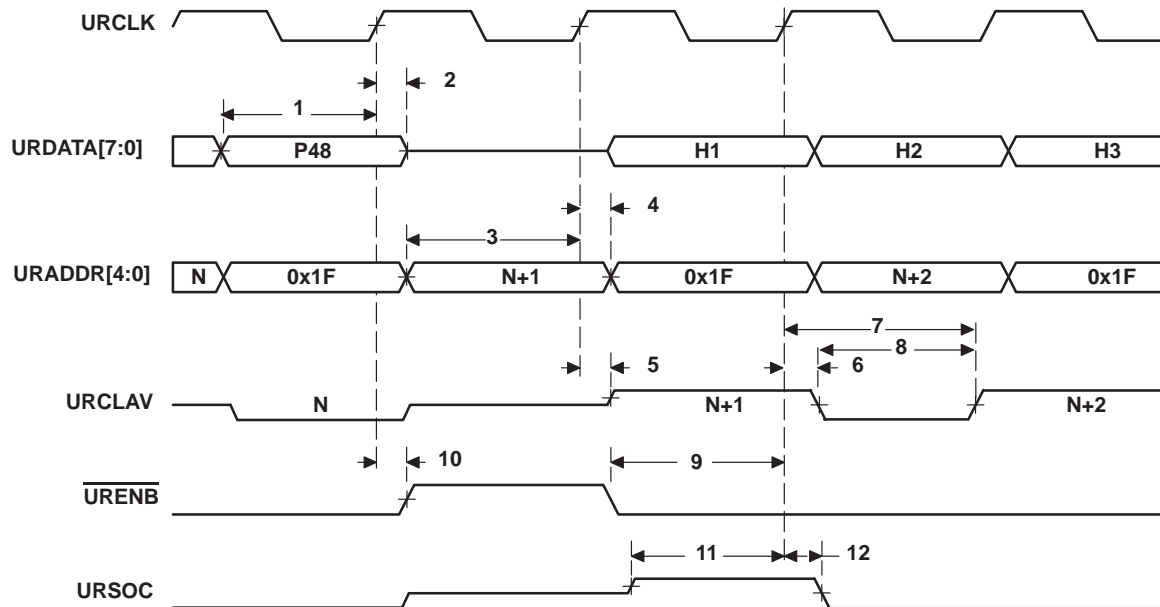 URCLK
2
1
URDATA[7:0] P48 H1 H2 H3
4
3
URADDR[4:0] N 0x1F N+1 0x1F N+2 0x1F
7
8
5 6
URCLAV N N+1 N+2
10 9
URENB
11 12
URSOC